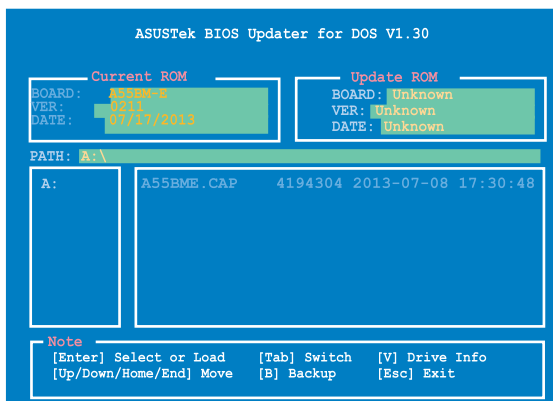 ASUSTek BIOS Updater for DOS V1.30
Current ROM
BOARD: A55BM-E
VER: 0211
DATE: 07/17/2013
Update ROM
BOARD: Unknown
VER: Unknown
DATE: Unknown
PATH: A:\
A:
A55BME.CAP 4194304 2013-07-08 17:30:48
Note
[Enter] Select or Load [Tab] Switch [V] Drive Info
[Up/Down/Home/End] Move [B] Backup [Esc] Exit